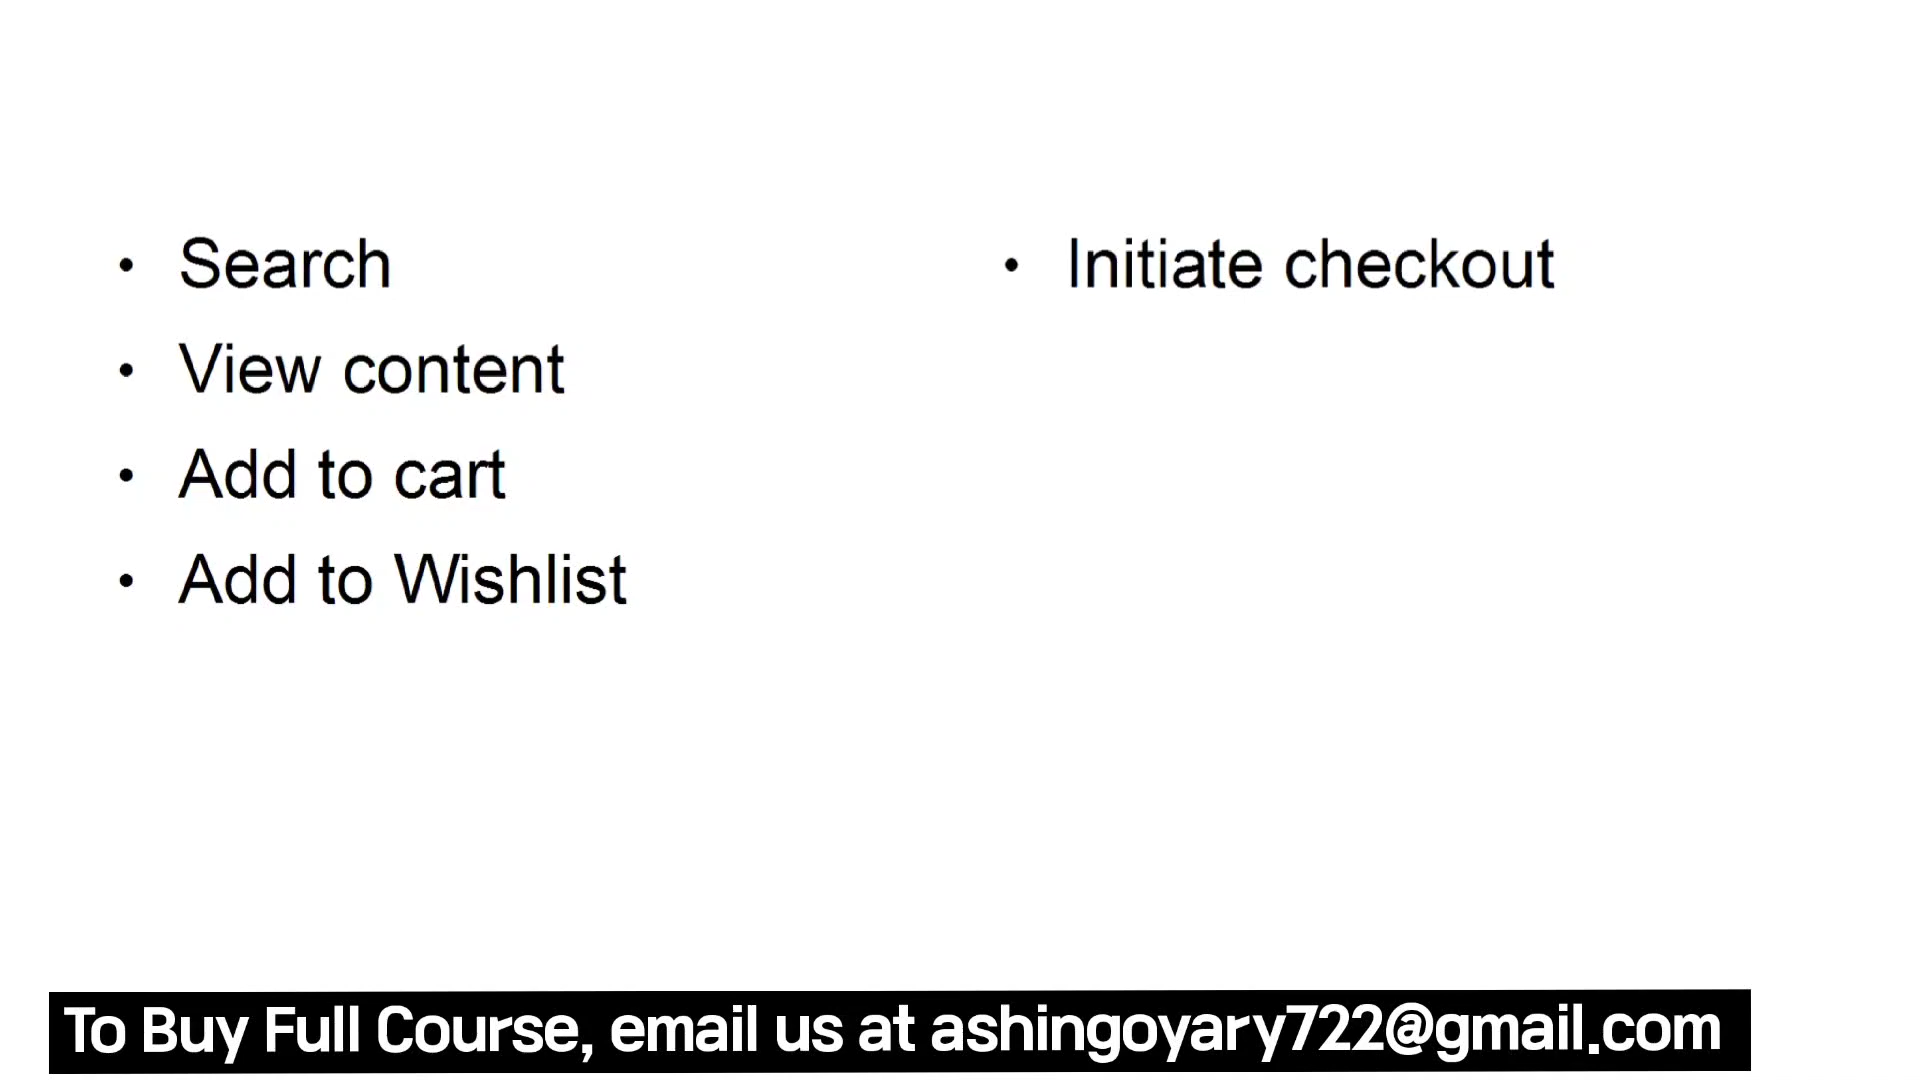 • Search
• View content
• Add to cart
• Add to Wishlist
• Initiate checkout
To Buy Full Course, email us at ashingoyary722@gmail.com